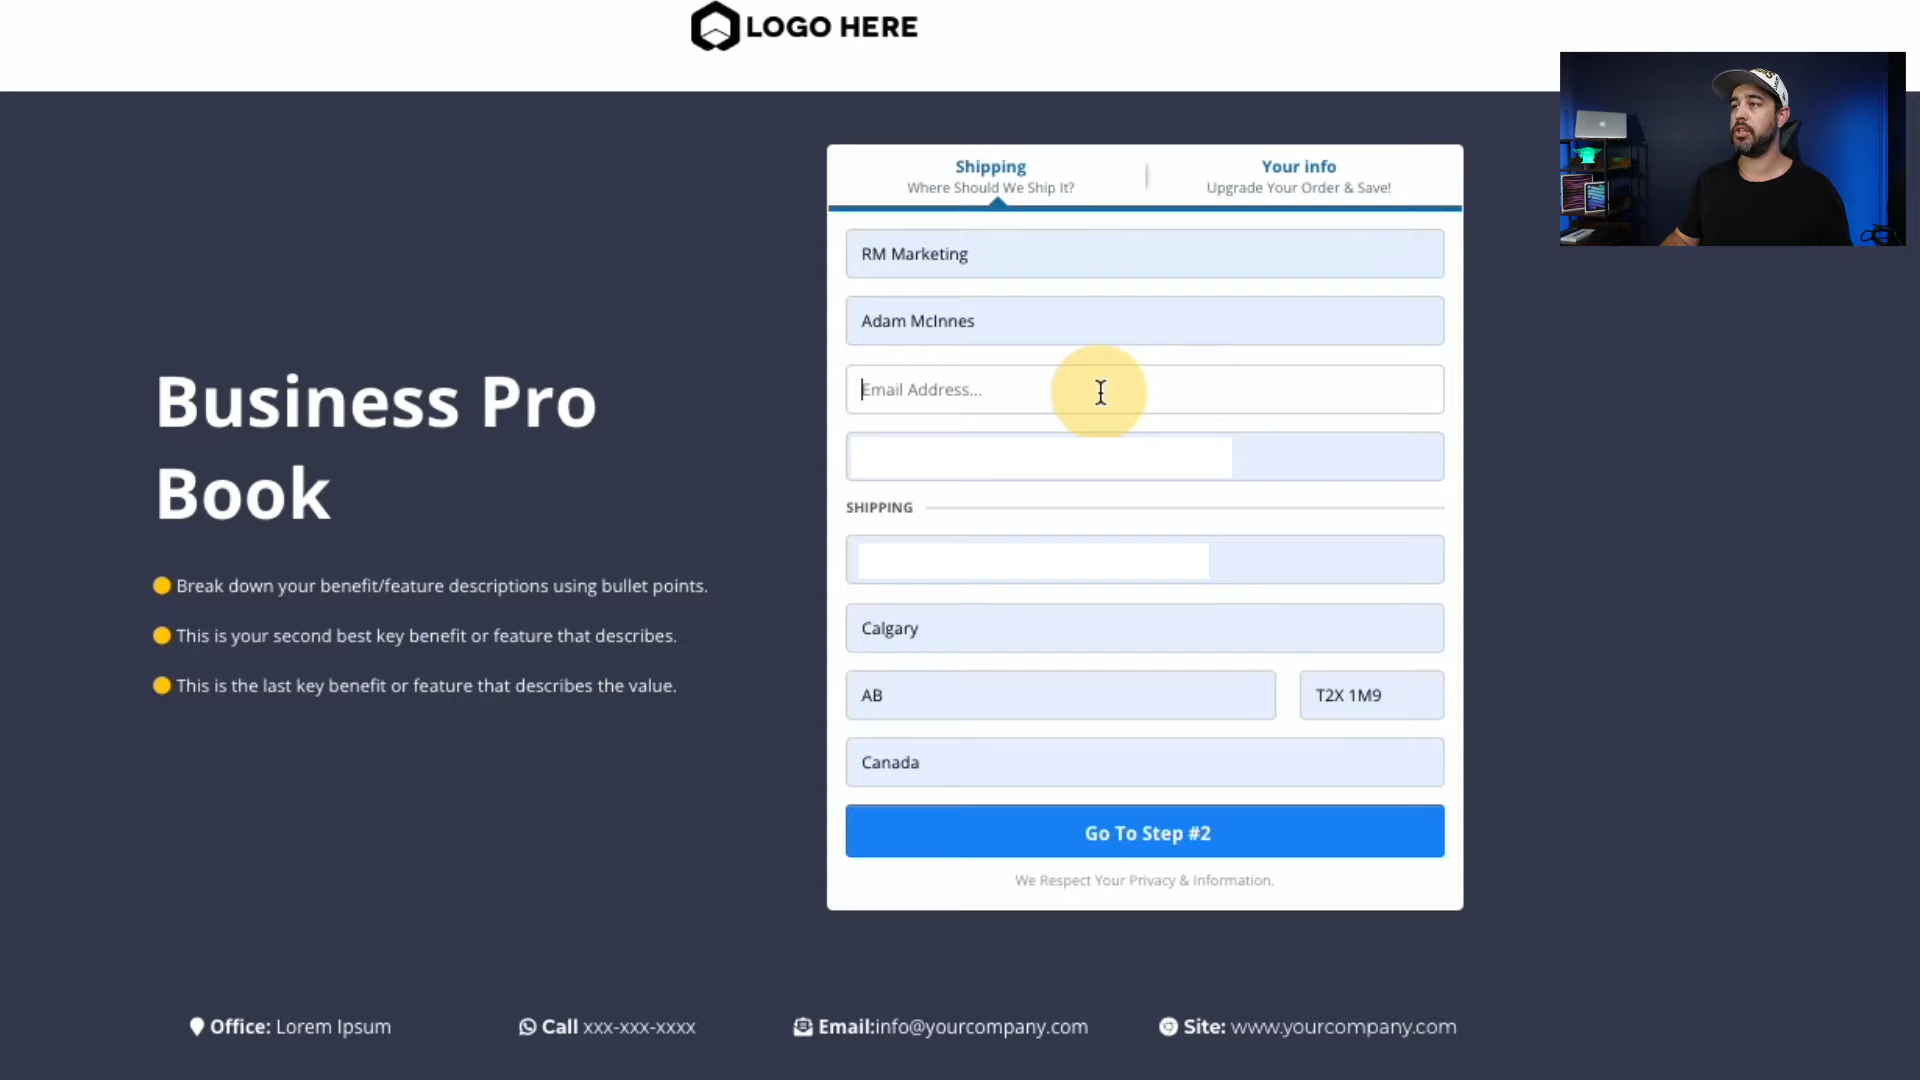 LOGO HERE
Shipping
Where Should We Ship It?
Your info
Upgrade Your Order & Save!
RM Marketing
Adam McInnes
Email Address...
SHIPPING
Calgary
AB
T2X 1M9
Canada
Go To Step #2
We Respect Your Privacy & Information.
Business Pro
Book
Break down your benefit/feature descriptions using bullet points.
This is your second best key benefit or feature that describes.
This is the last key benefit or feature that describes the value.
Office: Lorem Ipsum
Call xxx-xxx-xxxx
Email:info@yourcompany.com
Site: www.yourcompany.com